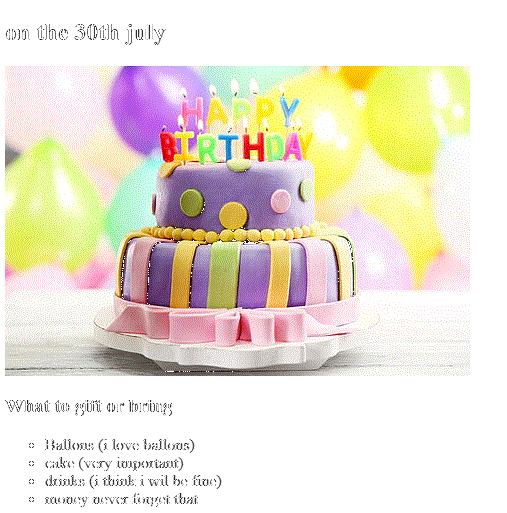 on the 30th july
HAPPY
BIRTHDAY
What to gift or bring
Ballons (i love ballons)
cake (very important)
drinks (i think i wil be fine)
money never forget that